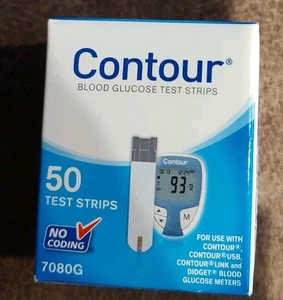 Contour®
BLOOD GLUCOSE TEST STRIPS
Contour
93
M
50
TEST STRIPS
NO
CODING
7080G
FOR USE WITH
CONTOUR®,
CONTOUR®USB,
CONTOUR®LINK and
DIDGET® BLOOD
GLUCOSE METERS